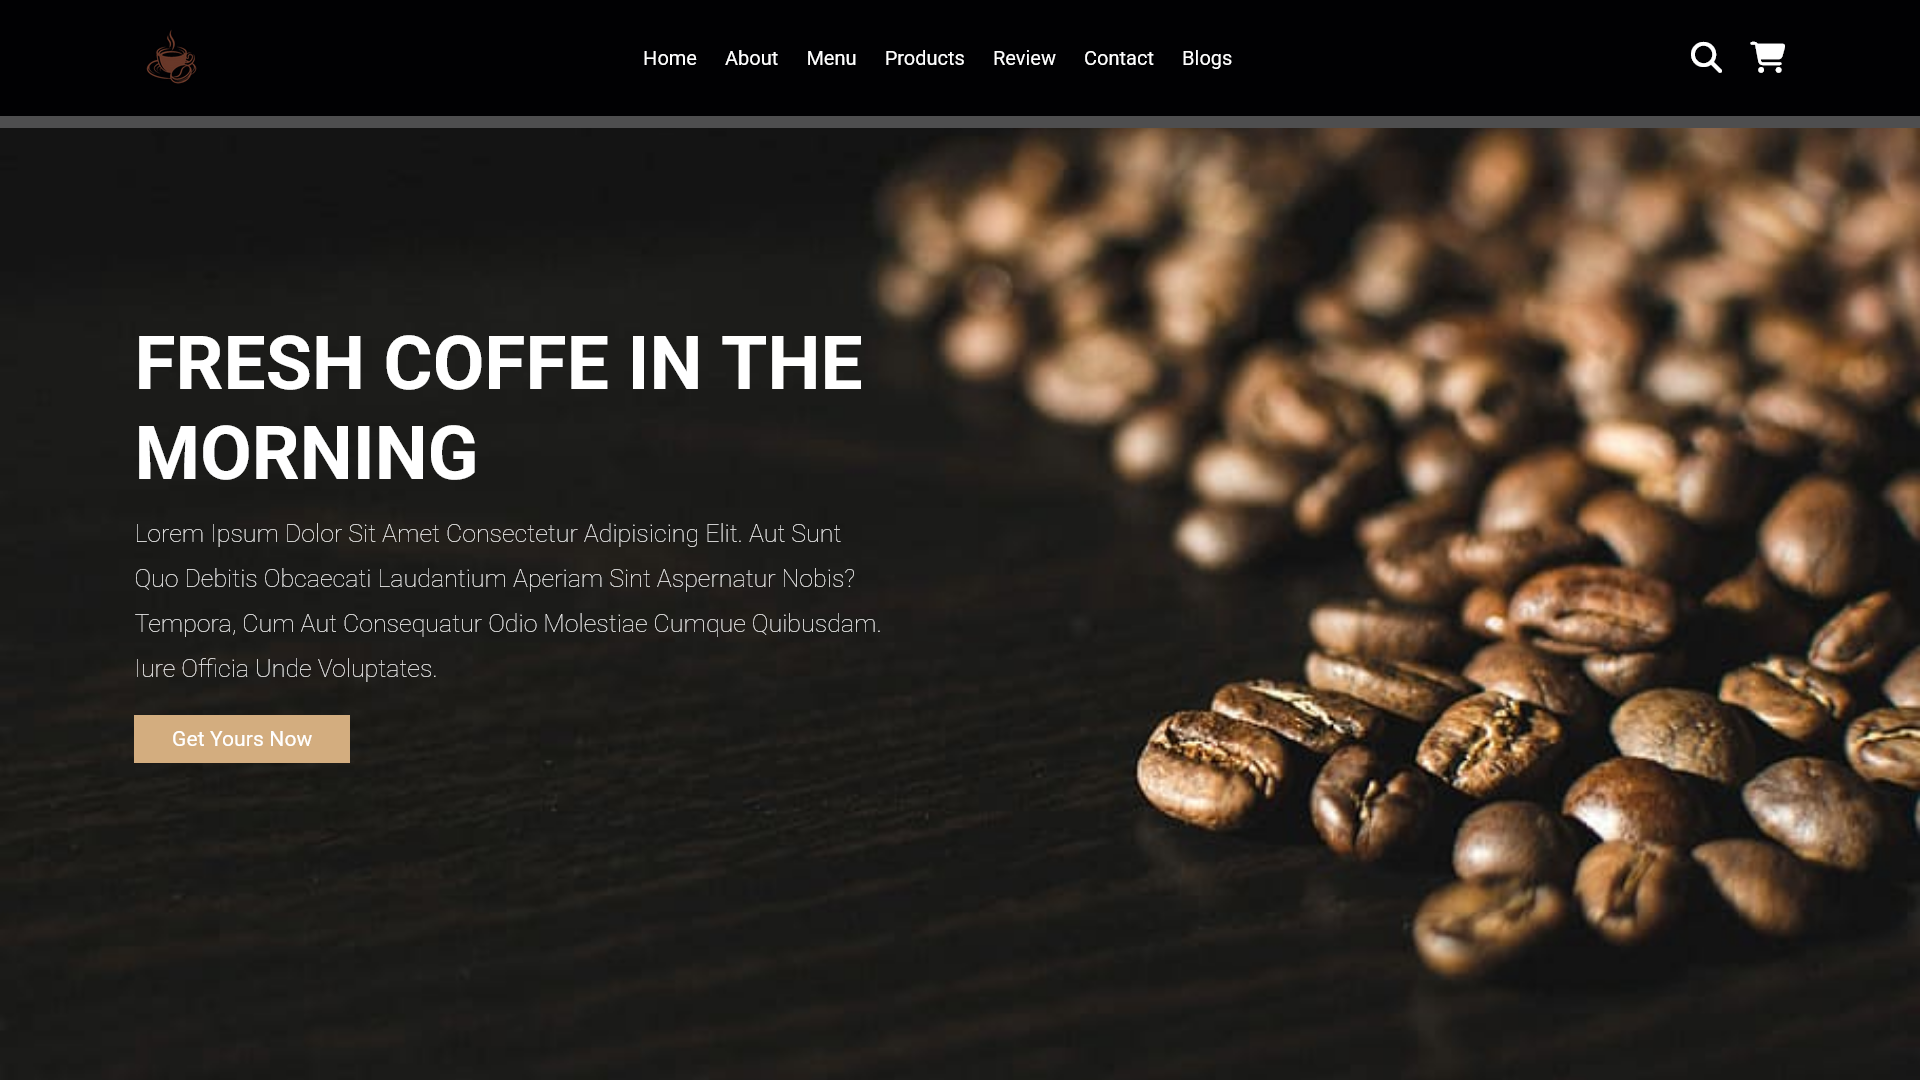 Home About Menu Products Review Contact Blogs
FRESH COFFE IN THE
MORNING
Lorem Ipsum Dolor Sit Amet Consectetur Adipisicing Elit. Aut Sunt
Quo Debitis Obcaecati Laudantium Aperiam Sint Aspernatur Nobis?
Tempora, Cum Aut Consequatur Odio Molestiae Cumque Quibusdam.
Iure Officia Unde Voluptates.
Get Yours Now